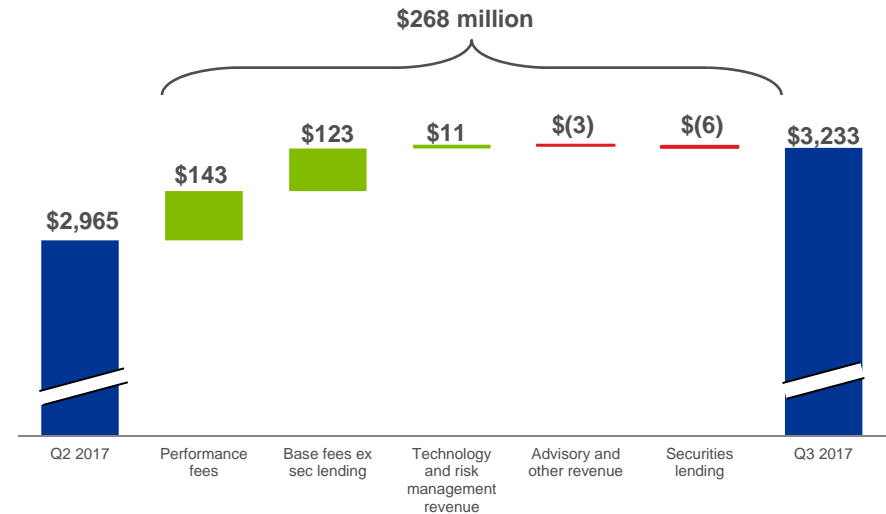 $268 million
$2,965
$143
$123
$11
$(3)
$(6)
$3,233
Q2 2017
Performance
fees
Base fees ex
sec lending
Technology
and risk
management
revenue
Advisory and
other revenue
Securities
lending
Q3 2017